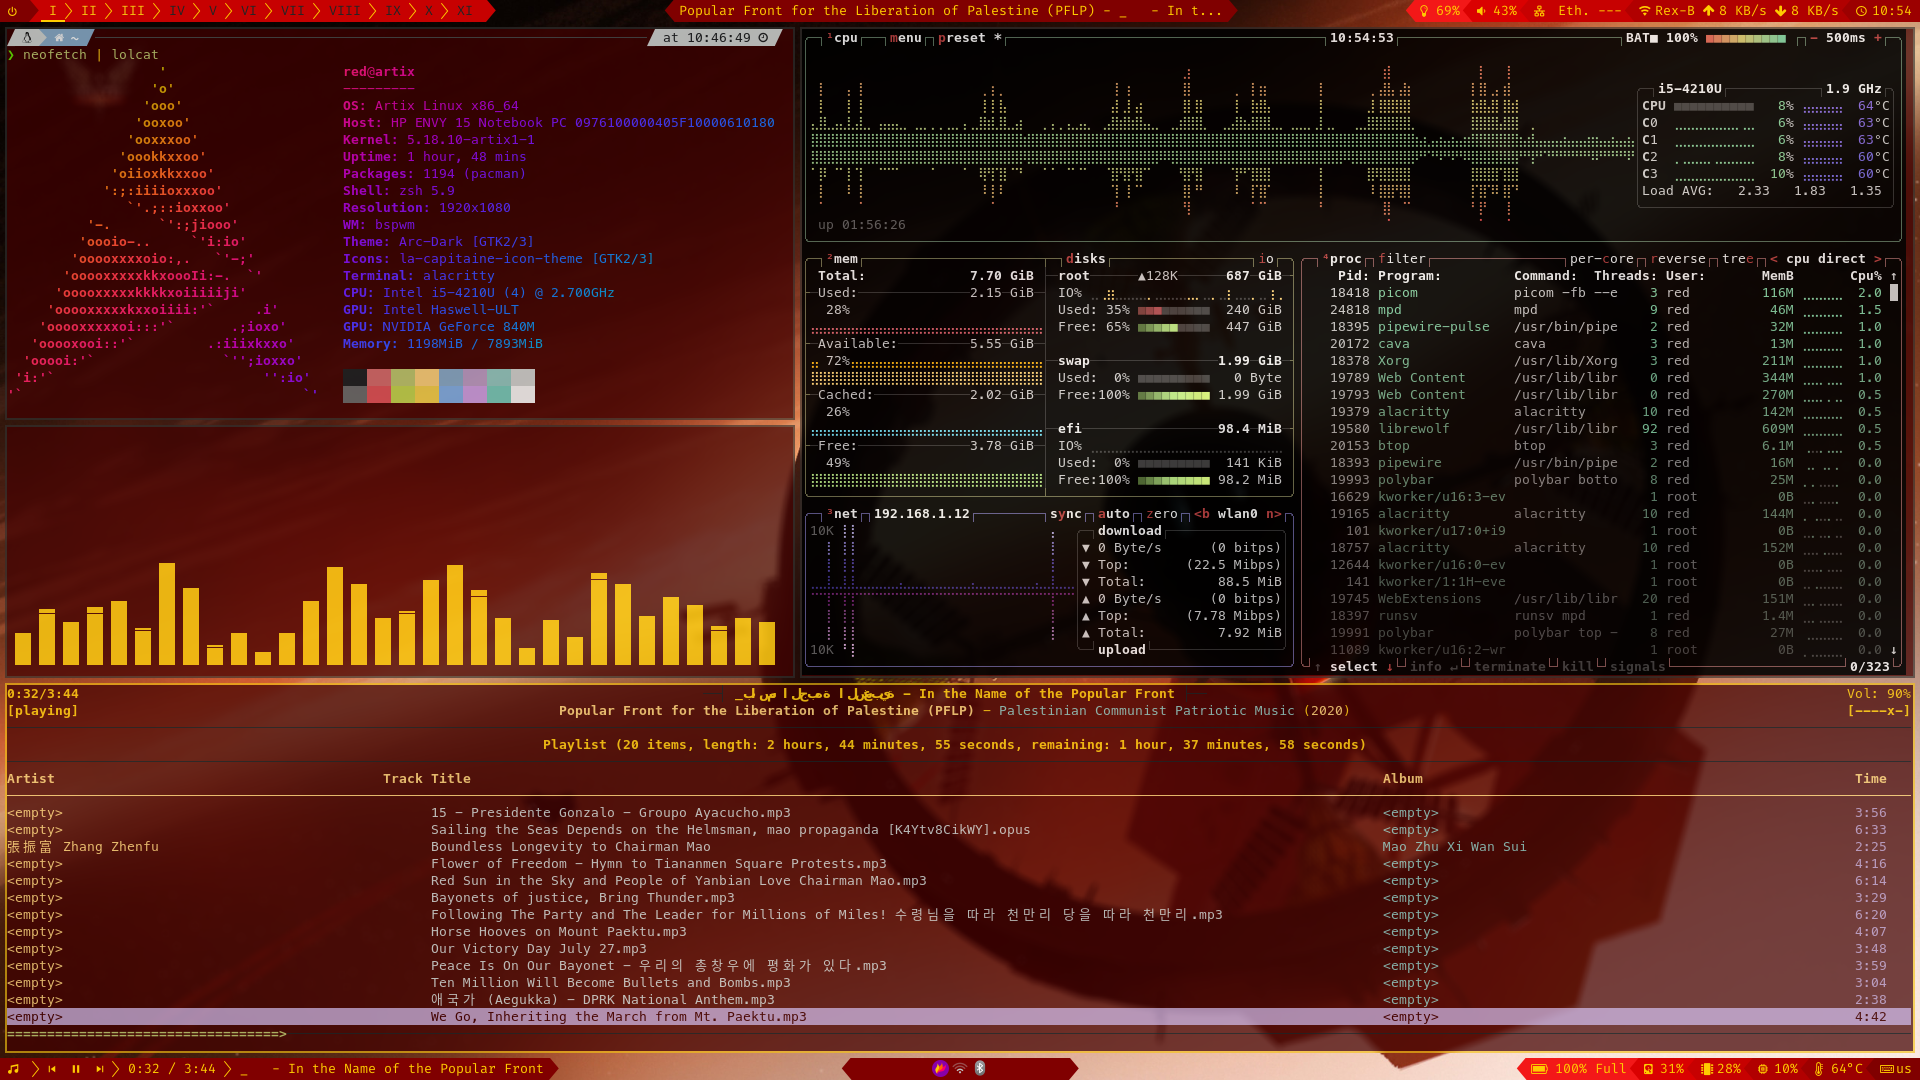 I II III IV V VI VII VIII IX X XI
Popular Front for the Liberation of Palestine (PFLP) - _ - In t...
69% 43% Eth. --- Rex-B 8 KB/s 8 KB/s 10:54
~ at 10:46:49
❯ neofetch | lolcat
red@artix
---------
OS: Artix Linux x86_64
Host: HP ENVY 15 Notebook PC 0976100000405F10000610180
Kernel: 5.18.10-artix1-1
Uptime: 1 hour, 48 mins
Packages: 1194 (pacman)
Shell: zsh 5.9
Resolution: 1920x1080
WM: bspwm
Theme: Arc-Dark [GTK2/3]
Icons: la-capitaine-icon-theme [GTK2/3]
Terminal: alacritty
CPU: Intel i5-4210U (4) @ 2.700GHz
GPU: Intel Haswell-ULT
GPU: NVIDIA GeForce 840M
Memory: 1198MiB / 7893MiB
¹cpu menu preset * 10:54:53 BAT■ 100% - 500ms +
i5-4210U 1.9 GHz
CPU 8% 64°C
C0 6% 63°C
C1 6% 63°C
C2 8% 60°C
C3 10% 60°C
Load AVG: 2.33 1.83 1.35
up 01:56:26
²mem
Total: 7.70 GiB
Used: 2.15 GiB
28%
Available: 5.55 GiB
72%
Cached: 2.02 GiB
26%
Free: 3.78 GiB
49%
disks io
root ▲128K 687 GiB
IO%
Used: 35% 240 GiB
Free: 65% 447 GiB
swap 1.99 GiB
Used: 0% 0 Byte
Free:100% 1.99 GiB
efi 98.4 MiB
IO%
Used: 0% 141 KiB
Free:100% 98.2 MiB
³net 192.168.1.12 sync auto zero <b wlan0 n>
10K
10K
download
▼ 0 Byte/s (0 bitps)
▼ Top: (22.5 Mibps)
▼ Total: 88.5 MiB
▲ 0 Byte/s (0 bitps)
▲ Top: (7.78 Mibps)
▲ Total: 7.92 MiB
upload
⁴proc filter per-core reverse tree < cpu direct >
Pid: Program: Command: Threads: User: MemB Cpu% ↑
18418 picom picom -fb --e 3 red 116M 2.0
24818 mpd mpd 9 red 46M 1.5
18395 pipewire-pulse /usr/bin/pipe 2 red 32M 1.0
20172 cava cava 3 red 13M 1.0
18378 Xorg /usr/lib/Xorg 3 red 211M 1.0
19789 Web Content /usr/lib/libr 0 red 344M 1.0
19793 Web Content /usr/lib/libr 0 red 270M 0.5
19379 alacritty alacritty 10 red 142M 0.5
19580 librewolf /usr/lib/libr 92 red 609M 0.5
20153 btop btop 3 red 6.1M 0.5
18393 pipewire /usr/bin/pipe 2 red 16M 0.0
19993 polybar polybar botto 8 red 25M 0.0
16629 kworker/u16:3-ev 1 root 0B 0.0
19165 alacritty alacritty 10 red 144M 0.0
101 kworker/u17:0+i9 1 root 0B 0.0
18757 alacritty alacritty 10 red 152M 0.0
12644 kworker/u16:0-ev 1 root 0B 0.0
141 kworker/1:1H-eve 1 root 0B 0.0
19745 WebExtensions /usr/lib/libr 20 red 151M 0.0
18397 runsv runsv mpd 1 red 1.4M 0.0
19991 polybar polybar top - 8 red 27M 0.0
11089 kworker/u16:2-wr 1 root 0B 0.0 ↓
↑ select ↓ info ↵ terminate kill signals 0/323
0:32/3:44 - In the Name of the Popular Front Vol: 90%
[playing] Popular Front for the Liberation of Palestine (PFLP) - Palestinian Communist Patriotic Music (2020) [----x-]
Playlist (20 items, length: 2 hours, 44 minutes, 55 seconds, remaining: 1 hour, 37 minutes, 58 seconds)
Artist Track Title Album Time
<empty> 15 - Presidente Gonzalo - Groupo Ayacucho.mp3 <empty> 3:56
<empty> Sailing the Seas Depends on the Helmsman, mao propaganda [K4Ytv8CikWY].opus <empty> 6:33
張振富 Zhang Zhenfu Boundless Longevity to Chairman Mao Mao Zhu Xi Wan Sui 2:25
<empty> Flower of Freedom - Hymn to Tiananmen Square Protests.mp3 <empty> 4:16
<empty> Red Sun in the Sky and People of Yanbian Love Chairman Mao.mp3 <empty> 6:14
<empty> Bayonets of justice, Bring Thunder.mp3 <empty> 3:29
<empty> Following The Party and The Leader for Millions of Miles! 수령님을 따라 천만리 당을 따라 천만리.mp3 <empty> 6:20
<empty> Horse Hooves on Mount Paektu.mp3 <empty> 4:07
<empty> Our Victory Day July 27.mp3 <empty> 3:48
<empty> Peace Is On Our Bayonet - 우리의 총창우에 평화가 있다.mp3 <empty> 3:59
<empty> Ten Million Will Become Bullets and Bombs.mp3 <empty> 3:04
<empty> 애국가 (Aegukka) - DPRK National Anthem.mp3 <empty> 2:38
<empty> We Go, Inheriting the March from Mt. Paektu.mp3 <empty> 4:42
0:32 / 3:44 _ - In the Name of the Popular Front
100% Full 31% 28% 10% 64°C us